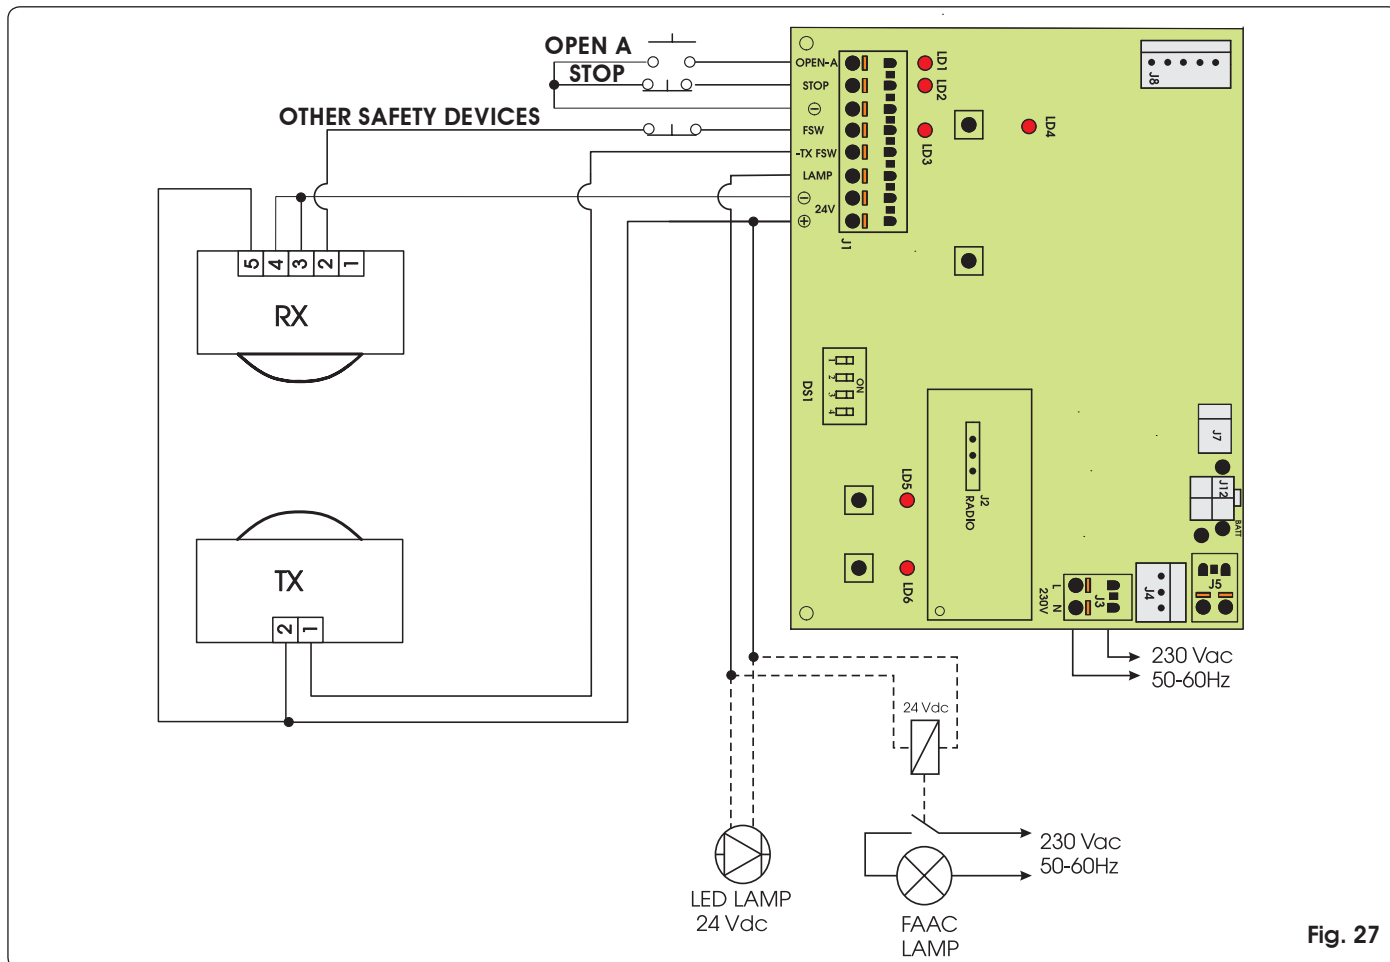 OPEN A
STOP
OTHER SAFETY DEVICES
OPEN-A
STOP
⊖
FSW
-TX FSW
LAMP
⊖
24V
⊕
J1
LD1
LD2
LD3
LD4
J8
5 4 3 2 1
RX
TX
2 1
DS1
1
2
3
4
ON
LD5
LD6
J2
RADIO
J7
J12
BATT
L
N
230V
J3
J4
J5
230 Vac
50-60Hz
24 Vdc
230 Vac
50-60Hz
LED LAMP
24 Vdc
FAAC
LAMP
Fig. 27